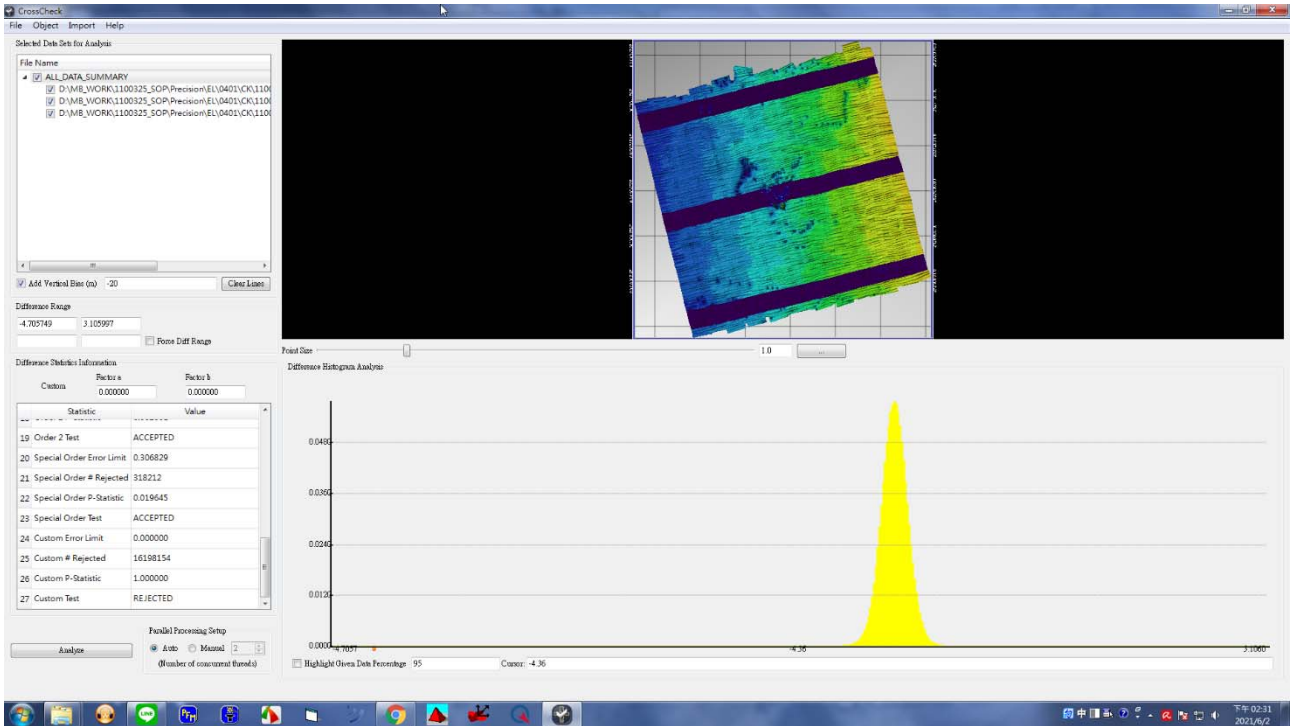 CrossCheck
File Object Import Help
Selected Data Sets for Analysis
File Name
ALL_DATA_SUMMARY
D:\MB_WORK\1100325_SOP\Precision\EL\0401\CK\1100
D:\MB_WORK\1100325_SOP\Precision\EL\0401\CK\1100
D:\MB_WORK\1100325_SOP\Precision\EL\0401\CK\1100
Add Vertical Bias (m) -20 Clear Lines
Difference Range
-4.705749 3.105997
Force Diff Range
Point Size 1.0 ...
Difference Statistics Information
Custom Factor a Factor b
0.000000 0.000000
Statistic Value
19 Order 2 Test ACCEPTED
20 Special Order Error Limit 0.306829
21 Special Order # Rejected 318212
22 Special Order P-Statistic 0.019645
23 Special Order Test ACCEPTED
24 Custom Error Limit 0.000000
25 Custom # Rejected 16198154
26 Custom P-Statistic 1.000000
27 Custom Test REJECTED
Parallel Processing Setup
Analyze Auto Manual 2
(Number of concurrent threads)
Difference Histogram Analysis
0.0480
0.0360
0.0240
0.0120
0.0000
-4.7057 -4.36 3.1060
Highlight Given Data Percentage 95 Cursor: -4.36
LINE
中
下午 02:31
2021/6/2